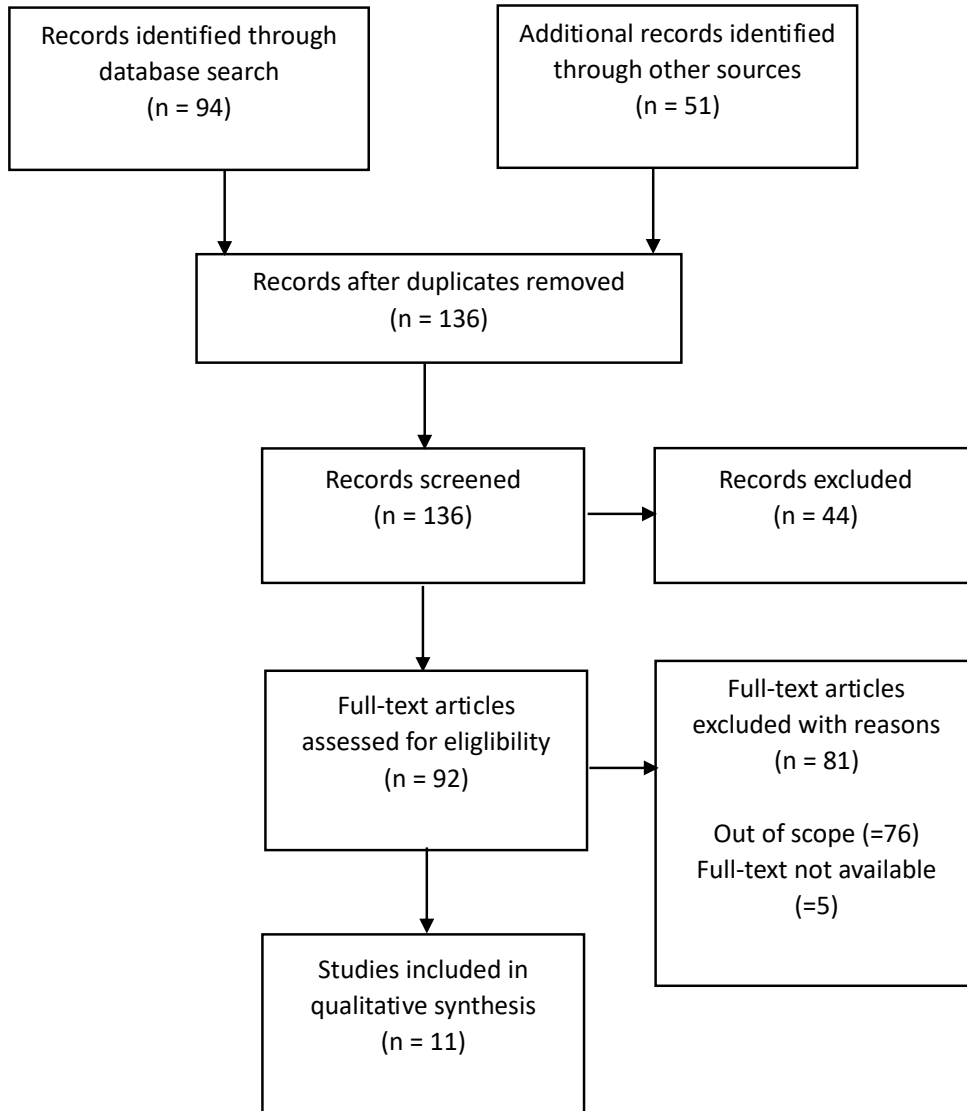 Records identified through
database search
(n = 94)
Additional records identified
through other sources
(n = 51)
Records after duplicates removed
(n = 136)
Records screened
(n = 136)
Records excluded
(n = 44)
Full-text articles
assessed for eliglibility
(n = 92)
Full-text articles
excluded with reasons
(n = 81)
Out of scope (=76)
Full-text not available
(=5)
Studies included in
qualitative synthesis
(n = 11)